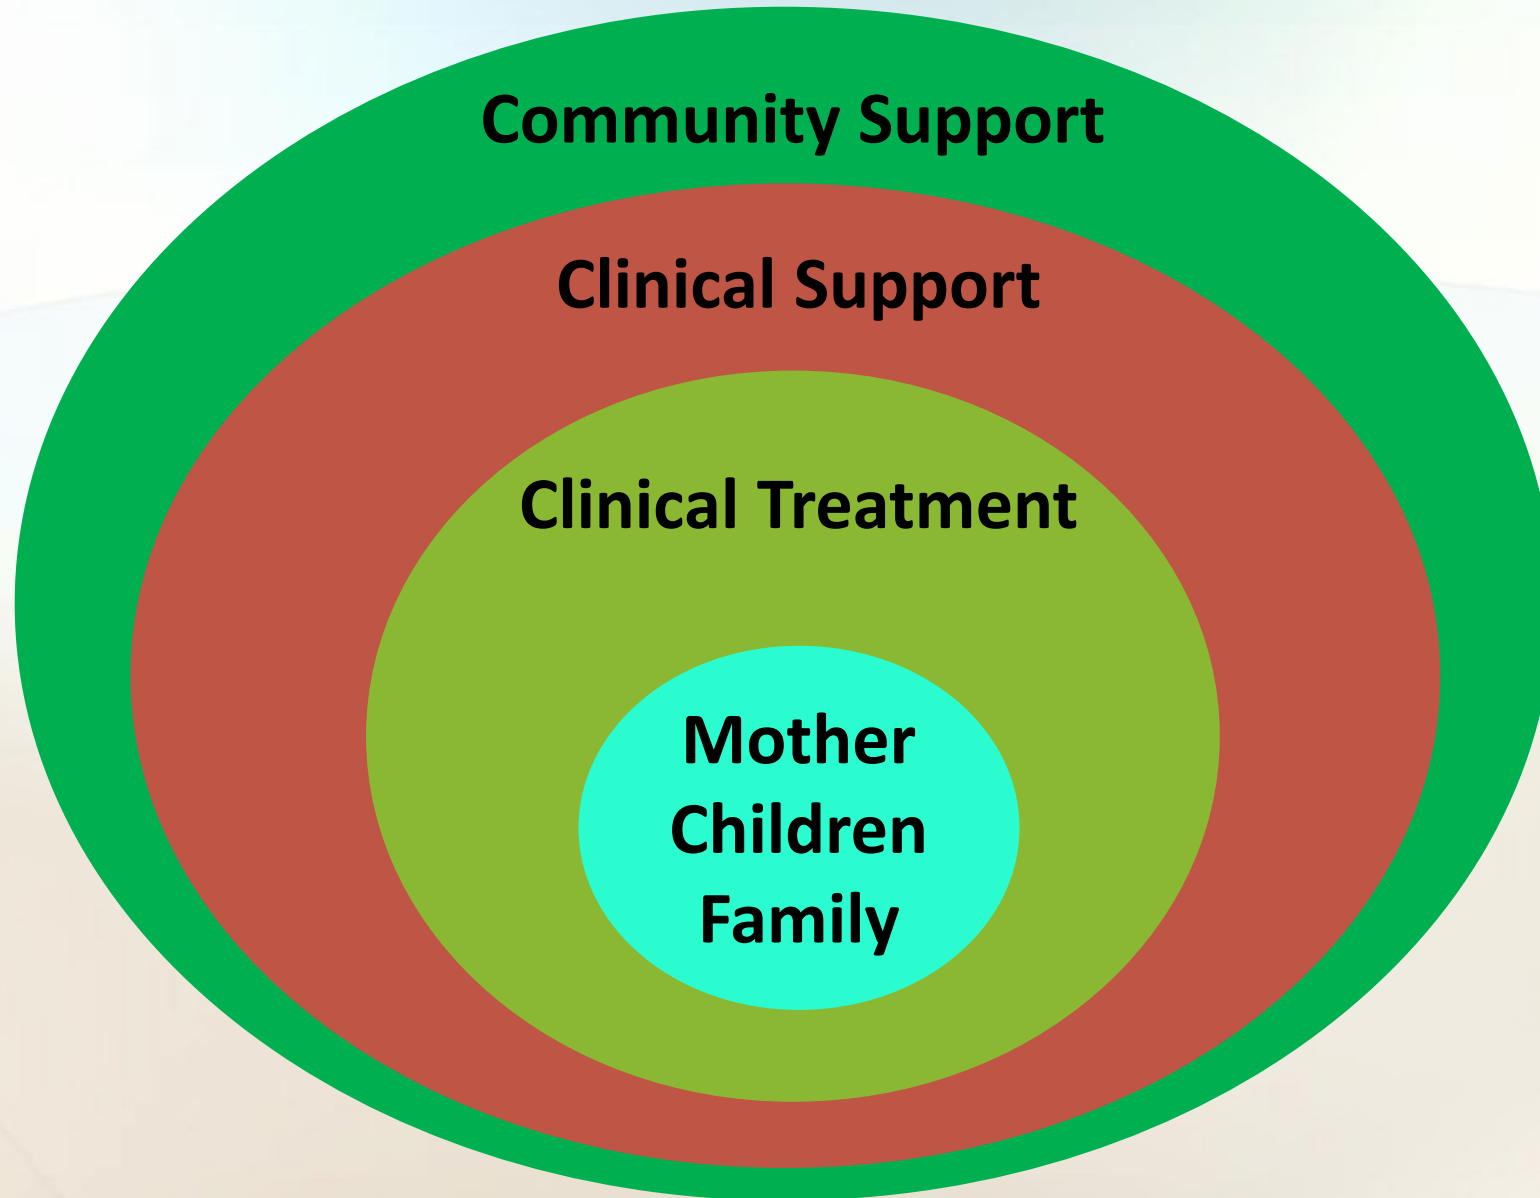 Community Support
Clinical Support
Clinical Treatment
Mother
Children
Family